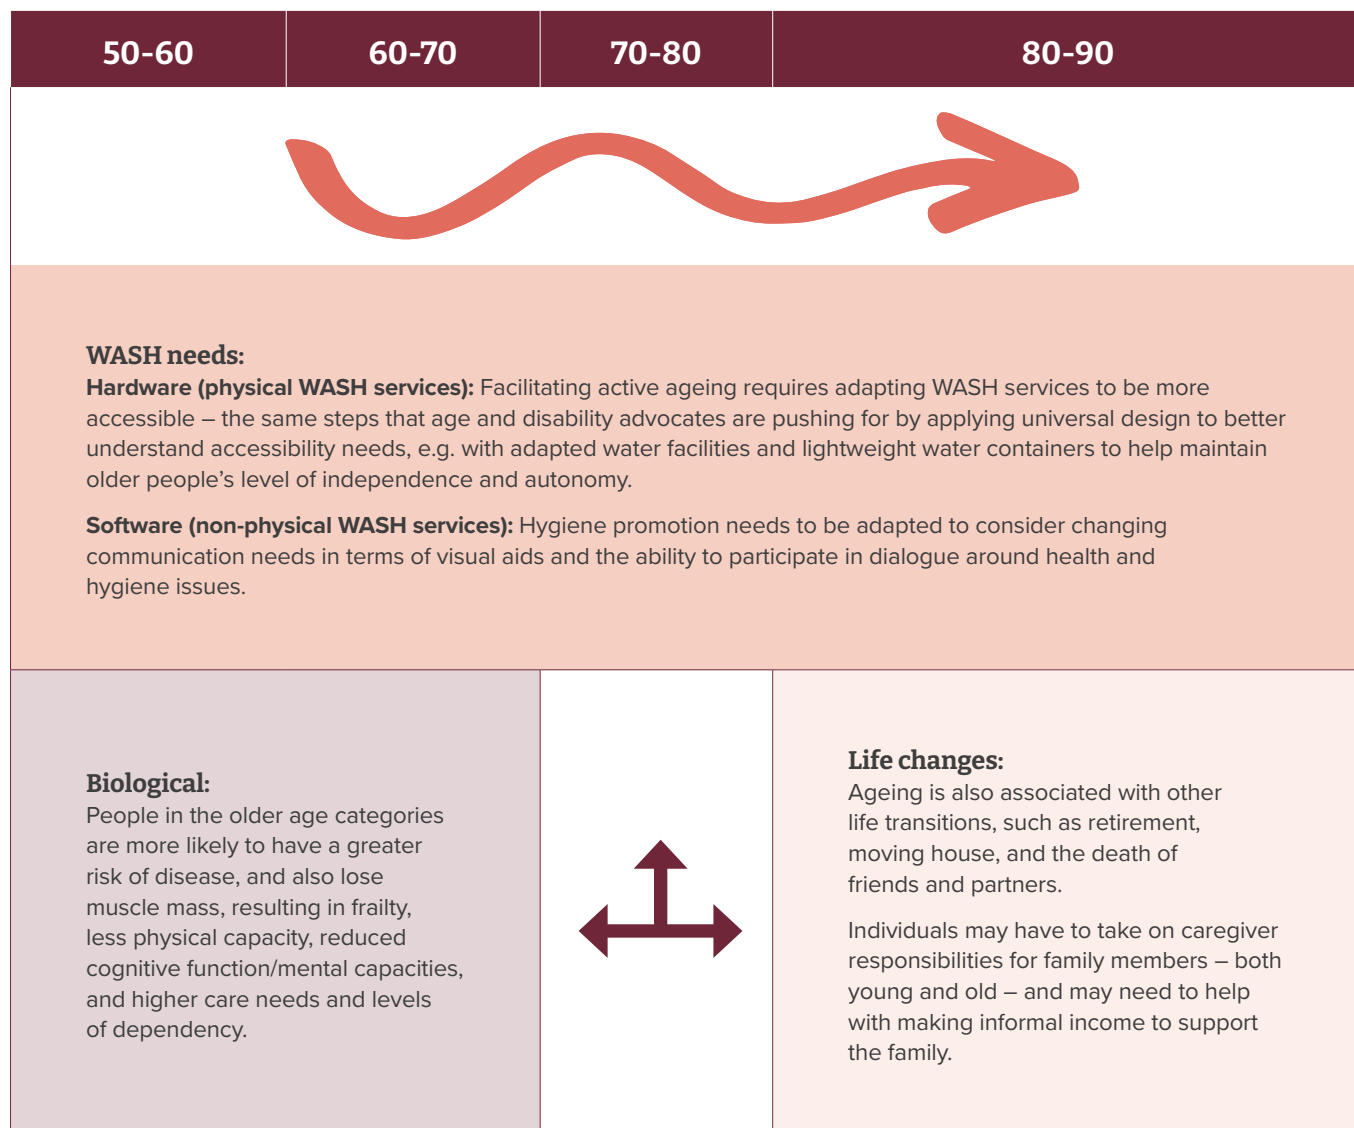 50-60
60-70
70-80
80-90
WASH needs:
Hardware (physical WASH services): Facilitating active ageing requires adapting WASH services to be more
accessible – the same steps that age and disability advocates are pushing for by applying universal design to better
understand accessibility needs, e.g. with adapted water facilities and lightweight water containers to help maintain
older people’s level of independence and autonomy.
Software (non-physical WASH services): Hygiene promotion needs to be adapted to consider changing
communication needs in terms of visual aids and the ability to participate in dialogue around health and
hygiene issues.
Biological:
People in the older age categories
are more likely to have a greater
risk of disease, and also lose
muscle mass, resulting in frailty,
less physical capacity, reduced
cognitive function/mental capacities,
and higher care needs and levels
of dependency.
Life changes:
Ageing is also associated with other
life transitions, such as retirement,
moving house, and the death of
friends and partners.
Individuals may have to take on caregiver
responsibilities for family members – both
young and old – and may need to help
with making informal income to support
the family.